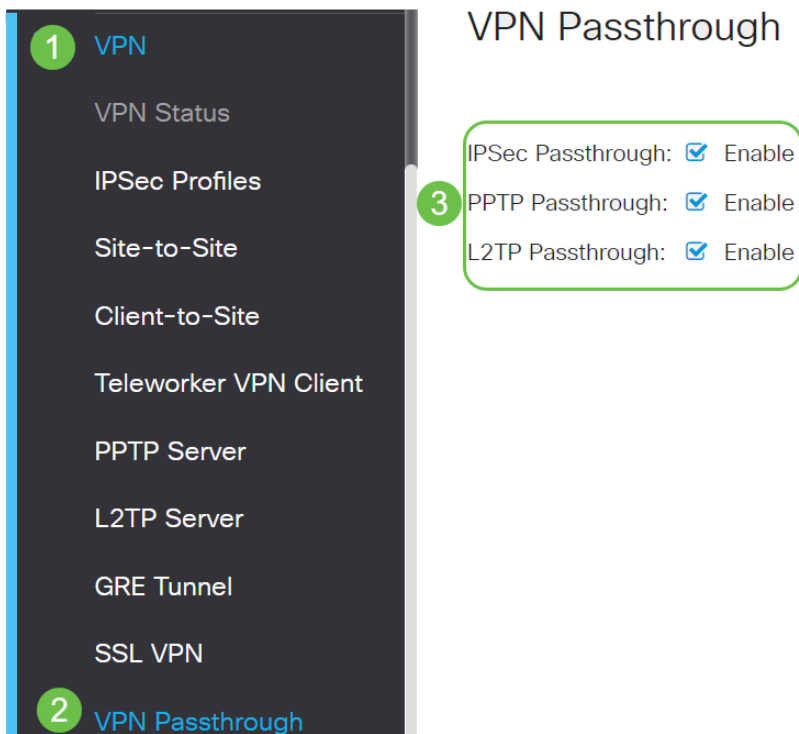 1 VPN
VPN Status
IPSec Profiles
Site-to-Site
Client-to-Site
Teleworker VPN Client
PPTP Server
L2TP Server
GRE Tunnel
SSL VPN
2 VPN Passthrough
VPN Passthrough
IPSec Passthrough: Enable
3 PPTP Passthrough: Enable
L2TP Passthrough: Enable